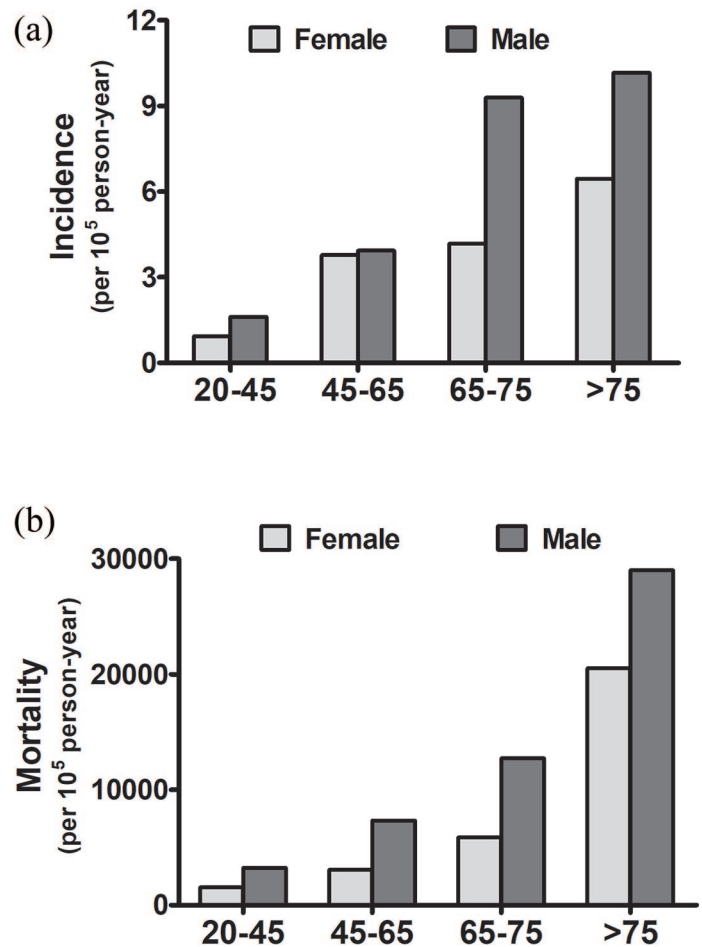 (a)
Female Male
Incidence
(per 10⁵ person-year)
12
9
6
3
0
20-45 45-65 65-75 >75
(b)
Female Male
Mortality
(per 10⁵ person-year)
30000
20000
10000
0
20-45 45-65 65-75 >75